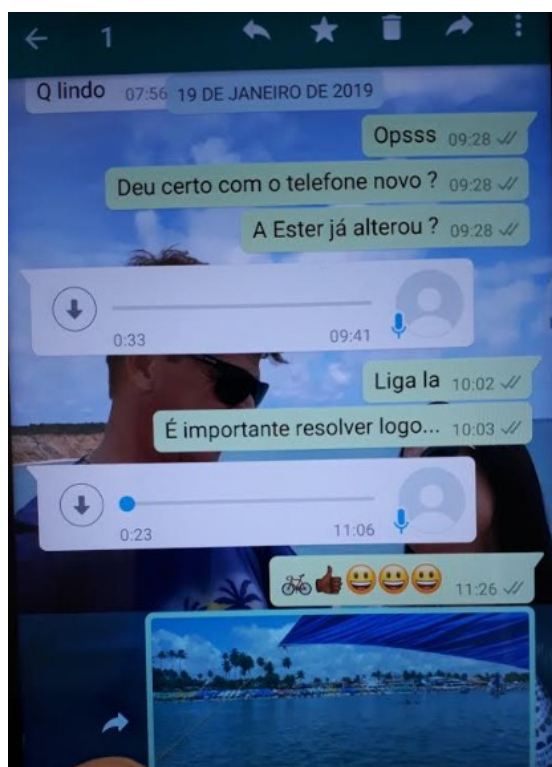 1
Q lindo 07:56
19 DE JANEIRO DE 2019
Opsss 09:28
Deu certo com o telefone novo ? 09:28
A Ester já alterou ? 09:28
0:33 09:41
Liga la 10:02
É importante resolver logo... 10:03
0:23 11:06
🚲👍🏾😃😃😃 11:26